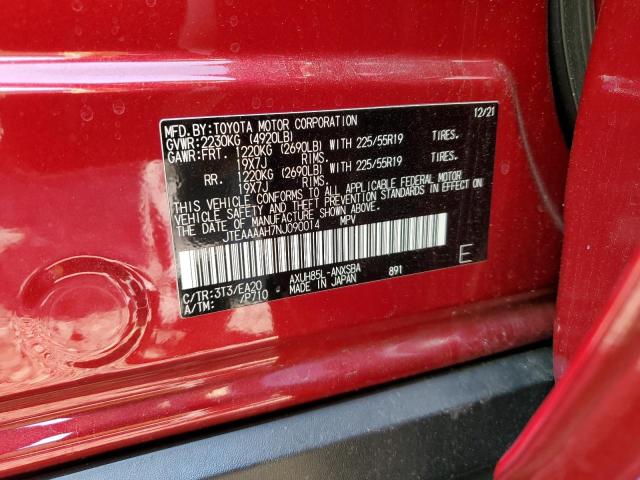 MFD. BY: TOYOTA MOTOR CORPORATION 12/21
GVWR: 2230KG (4920LB)
GAWR: FRT. 1220KG (2690LB) WITH 225/55R19 TIRES.
19X7J RIMS.
RR. 1220KG (2690LB) WITH 225/55R19 TIRES.
19X7J RIMS.
THIS VEHICLE CONFORMS TO ALL APPLICABLE FEDERAL MOTOR
VEHICLE SAFETY AND THEFT PREVENTION STANDARDS IN EFFECT ON
THE DATE OF MANUFACTURE SHOWN ABOVE.
JTEAAAAH7NJ090014 MPV
C/TR: 3T3/EA20 AXUH85L-ANXSBA 891 E
A/TM: /P710 MADE IN JAPAN